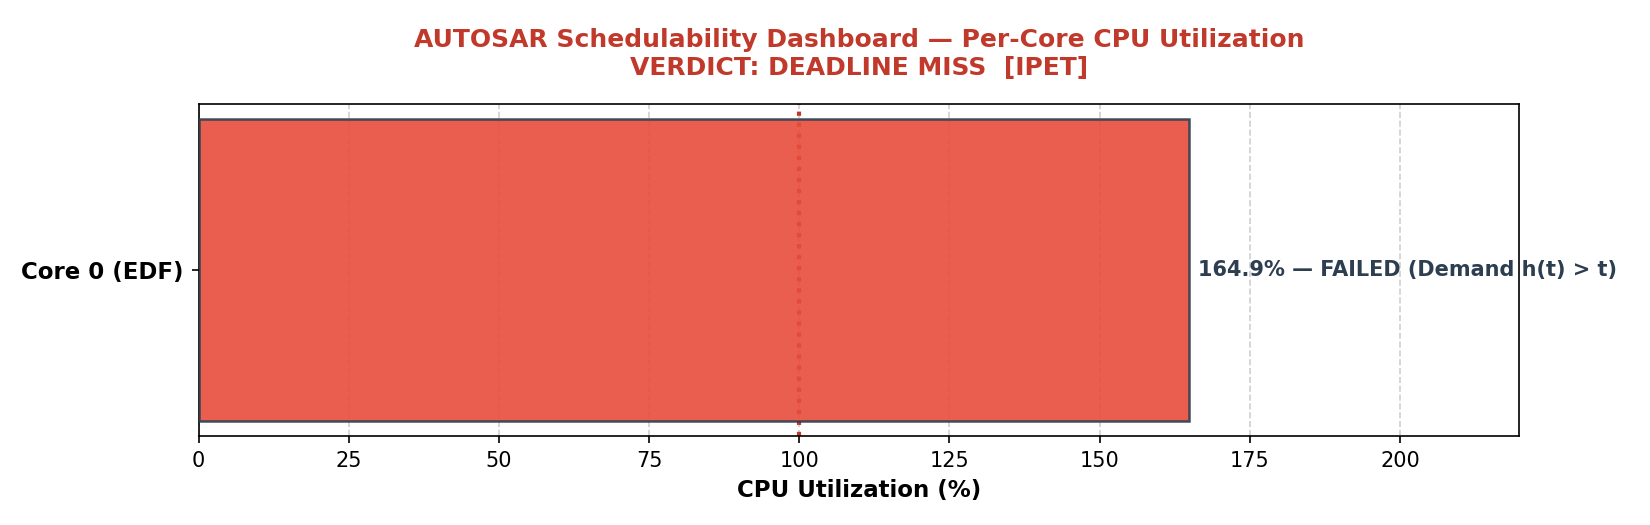 AUTOSAR Schedulability Dashboard — Per-Core CPU Utilization
VERDICT: DEADLINE MISS [IPET]
Core 0 (EDF)
164.9% — FAILED (Demand h(t) > t)
0 25 50 75 100 125 150 175 200
CPU Utilization (%)